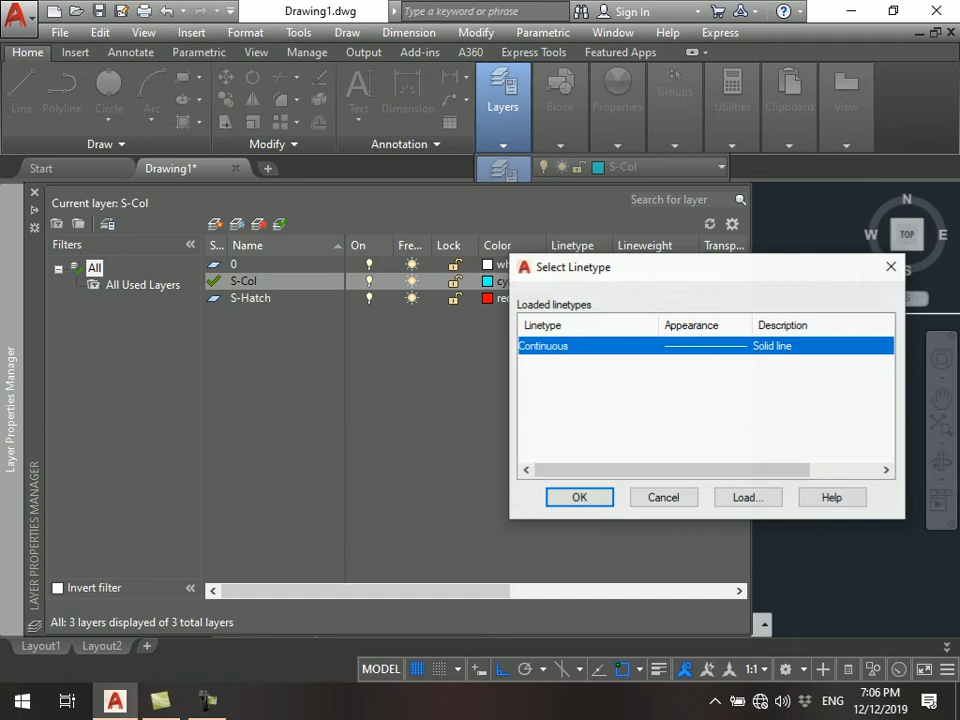 Drawing1.dwg
Type a keyword or phrase
Sign In
File Edit View Insert Format Tools Draw Dimension Modify Parametric Window Help Express
Home Insert Annotate Parametric View Manage Output Add-ins A360 Express Tools Featured Apps
Line Polyline Circle Arc Text Dimension Layers Block Properties Groups Utilities Clipboard View
Draw Modify Annotation
Start Drawing1* S-Col
Current layer: S-Col
Search for layer
Filters S... Name On Fre... Lock Color Linetype Lineweight Transp...
All
All Used Layers
0 wh
S-Col cy
S-Hatch rec
N
W TOP E
S
Select Linetype
Loaded linetypes
Linetype Appearance Description
Continuous Solid line
OK Cancel Load... Help
Layer Properties Manager
LAYER PROPERTIES MANAGER
Invert filter
All: 3 layers displayed of 3 total layers
Layout1 Layout2
MODEL 1:1
ENG
7:06 PM
12/12/2019